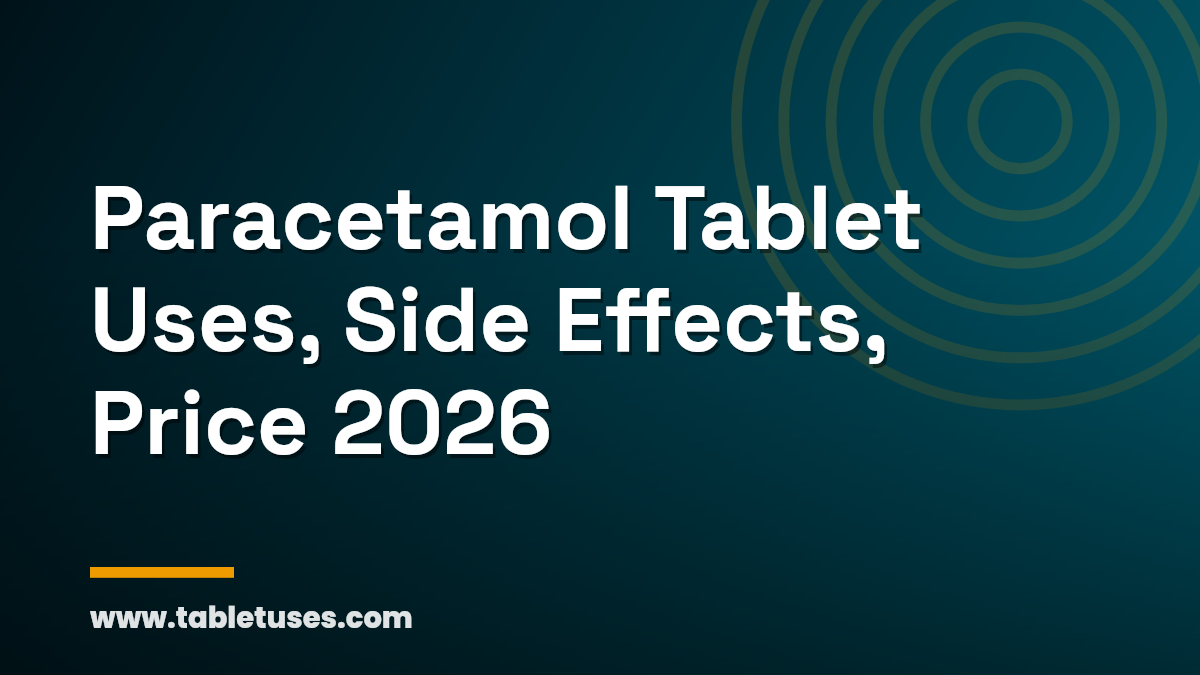 Paracetamol Tablet
Uses, Side Effects,
Price 2026
www.tabletuses.com